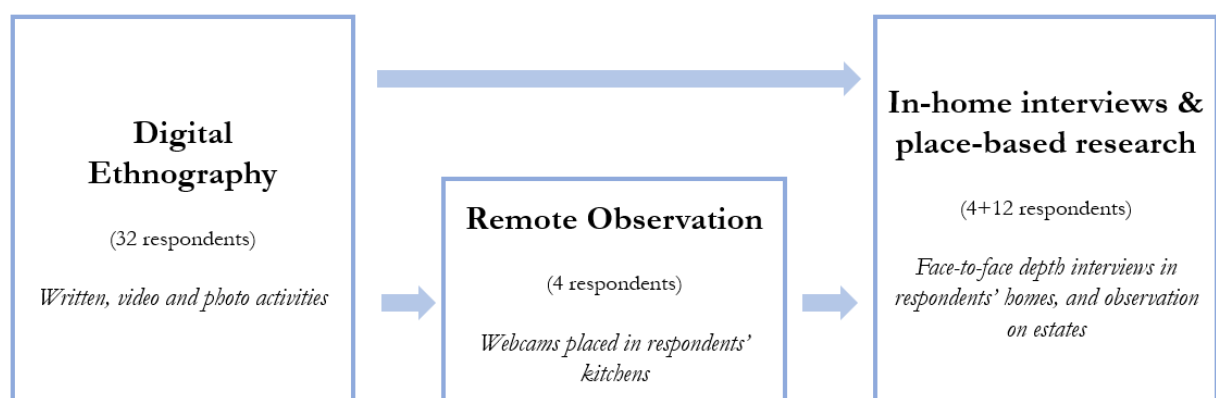 Digital
Ethnography
(32 respondents)
Written, video and photo activities
Remote Observation
(4 respondents)
Webcams placed in respondents’
kitchens
In-home interviews &
place-based research
(4+12 respondents)
Face-to-face depth interviews in
respondents’ homes, and observation
on estates